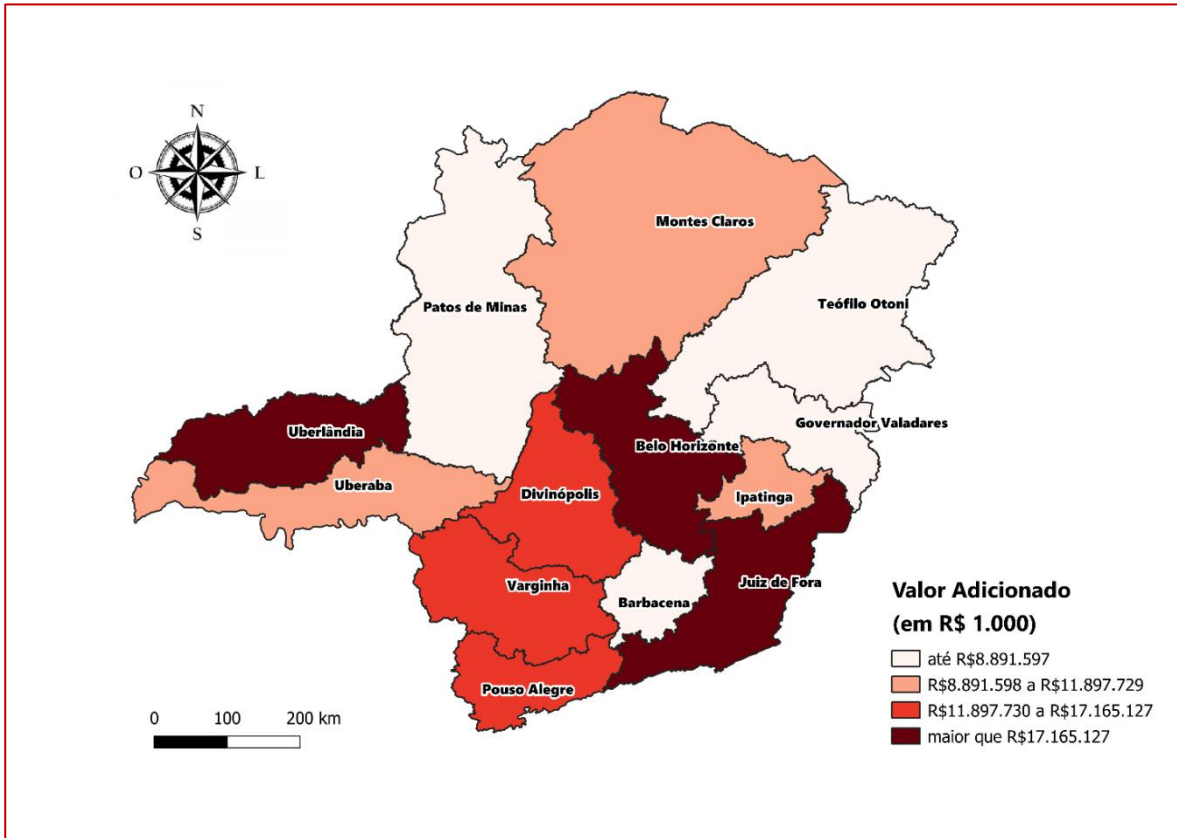 N
O
L
S
Montes Claros
Patos de Minas
Teófilo Otoni
Uberlândia
Governador Valadares
Belo Horizonte
Uberaba
Divinópolis
Ipatinga
Varginha
Juiz de Fora
Barbacena
Pouso Alegre
Valor Adicionado
(em R$ 1.000)
até R$8.891.597
R$8.891.598 a R$11.897.729
R$11.897.730 a R$17.165.127
maior que R$17.165.127
0 100 200 km